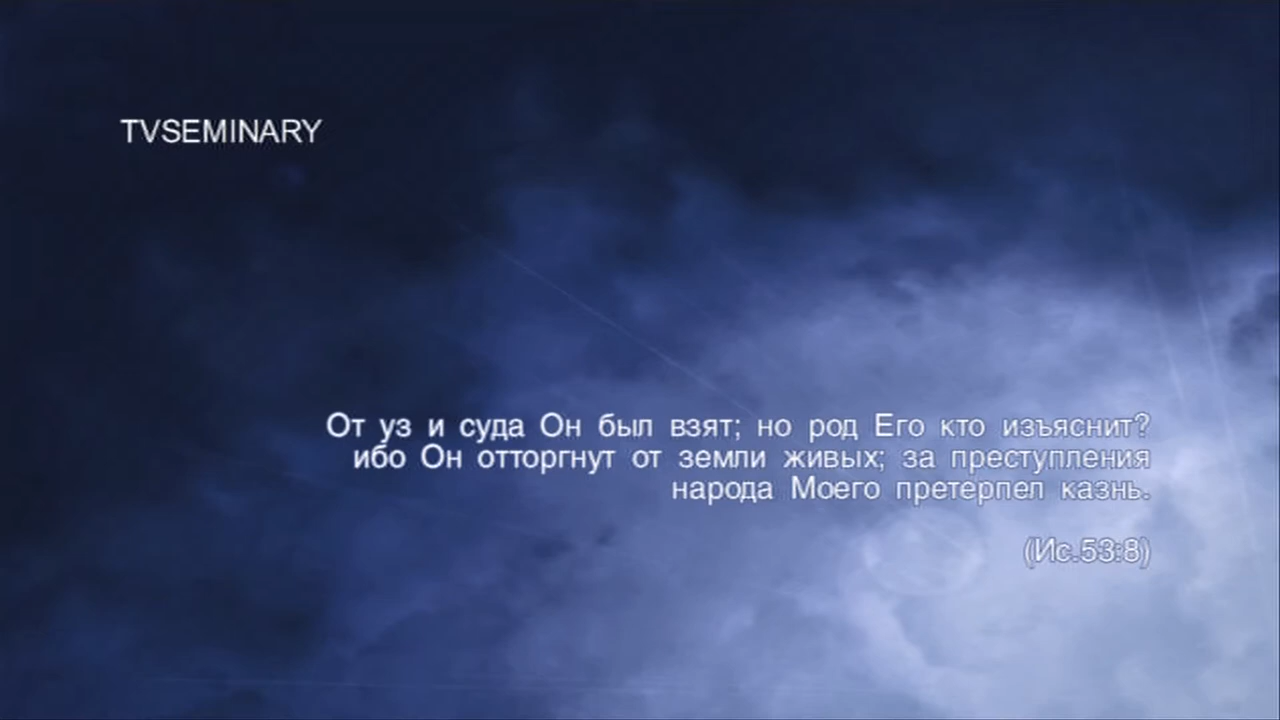 TVSEMINARY
От уз и суда Он был взят; но род Его кто изъяснит?
ибо Он отторгнут от земли живых; за преступления
народа Моего претерпел казнь.
(Ис.53:8)